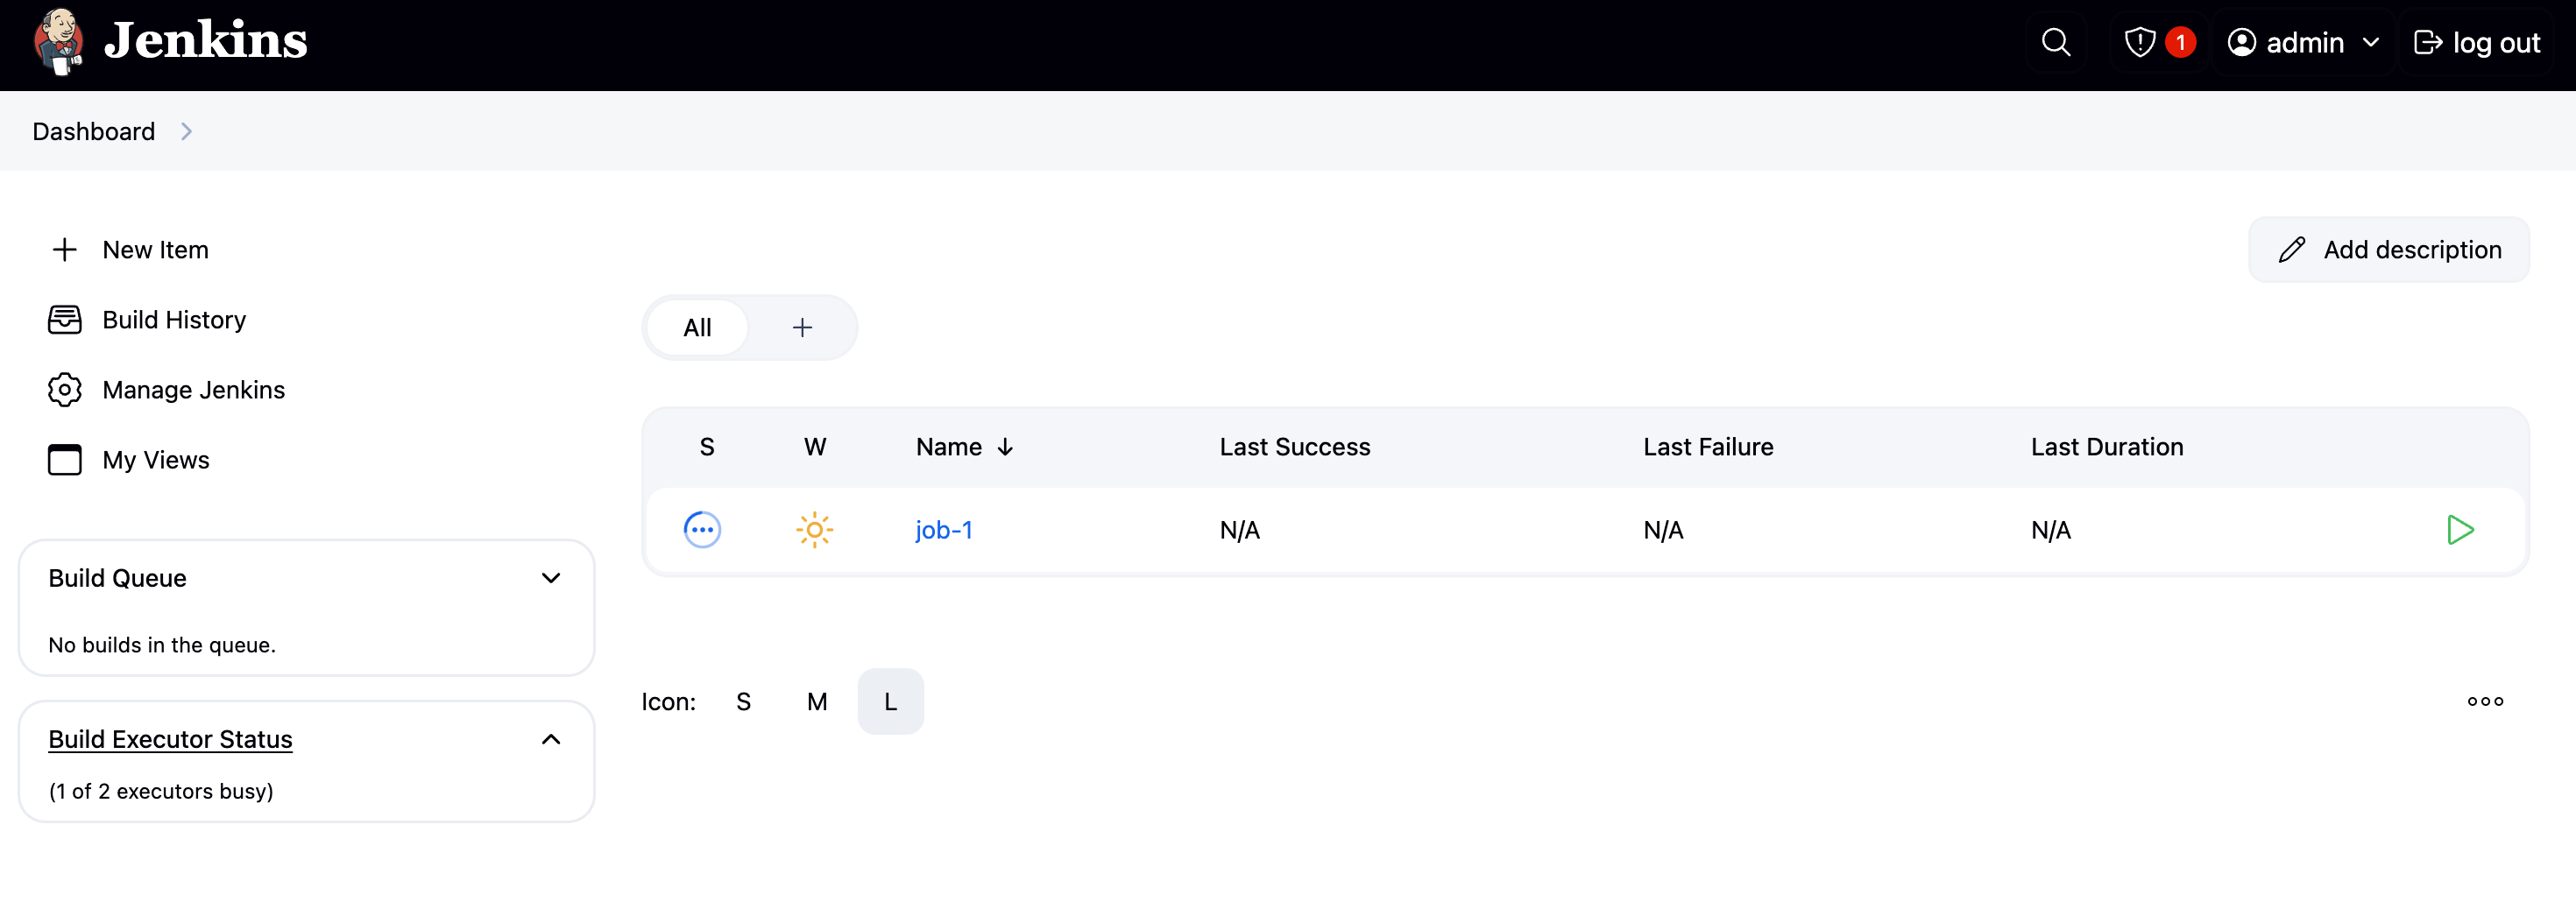 Jenkins
1
admin
log out
Dashboard
New Item
Build History
Manage Jenkins
My Views
Build Queue
No builds in the queue.
Build Executor Status
(1 of 2 executors busy)
Add description
All +
S W Name ↓ Last Success Last Failure Last Duration
job-1 N/A N/A N/A
Icon: S M L